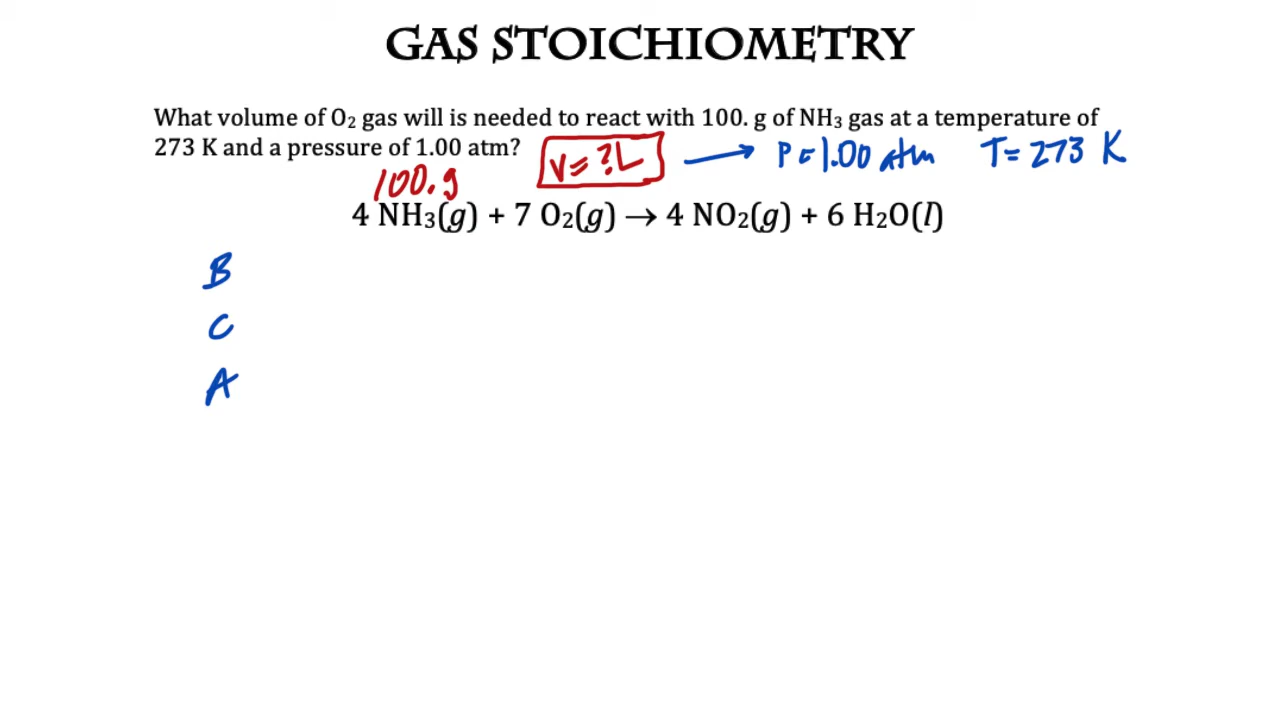 GAS STOICHIOMETRY
What volume of O₂ gas will is needed to react with 100. g of NH₃ gas at a temperature of
273 K and a pressure of 1.00 atm?
V = ? L → P = 1.00 atm T = 273 K
100. g
4 NH₃(g) + 7 O₂(g) → 4 NO₂(g) + 6 H₂O(l)
B
C
A